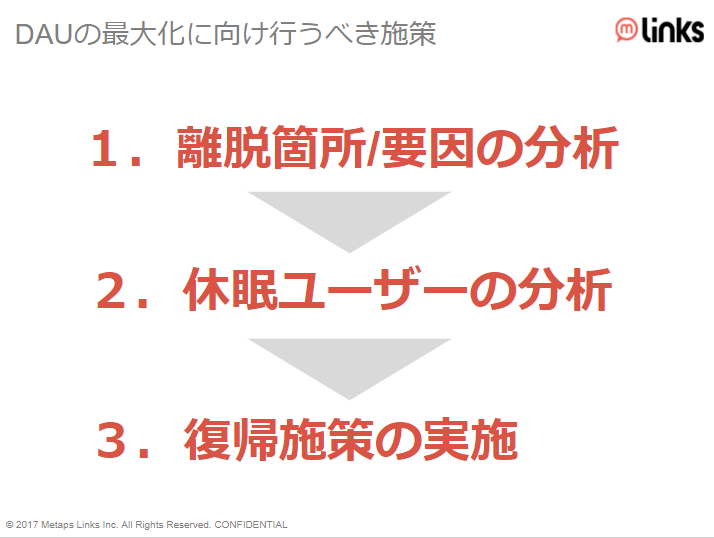 DAUの最大化に向け行うべき施策
m links
１．離脱箇所/要因の分析
２．休眠ユーザーの分析
３．復帰施策の実施
© 2017 Metaps Links Inc. All Rights Reserved. CONFIDENTIAL